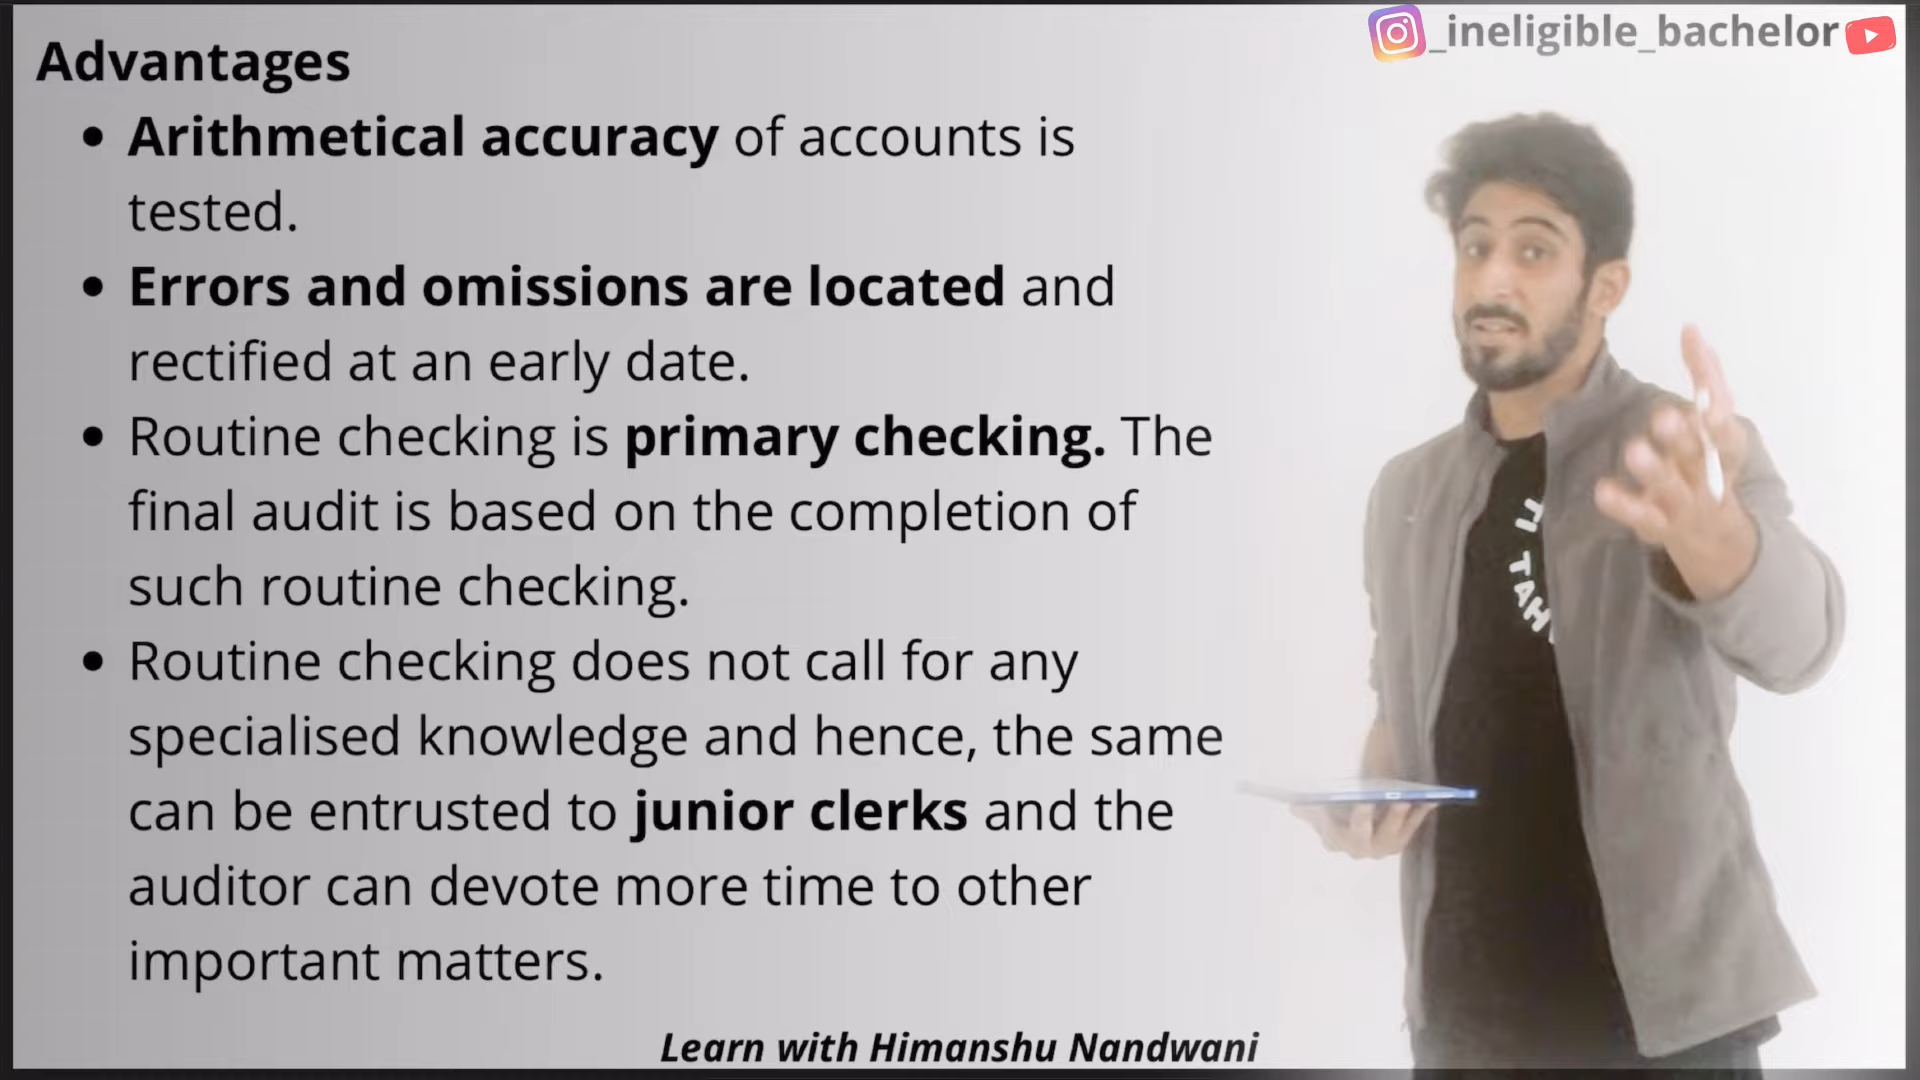 _ineligible_bachelor
Advantages
• Arithmetical accuracy of accounts is
tested.
• Errors and omissions are located and
rectified at an early date.
• Routine checking is primary checking. The
final audit is based on the completion of
such routine checking.
• Routine checking does not call for any
specialised knowledge and hence, the same
can be entrusted to junior clerks and the
auditor can devote more time to other
important matters.
TI
TAH
Learn with Himanshu Nandwani